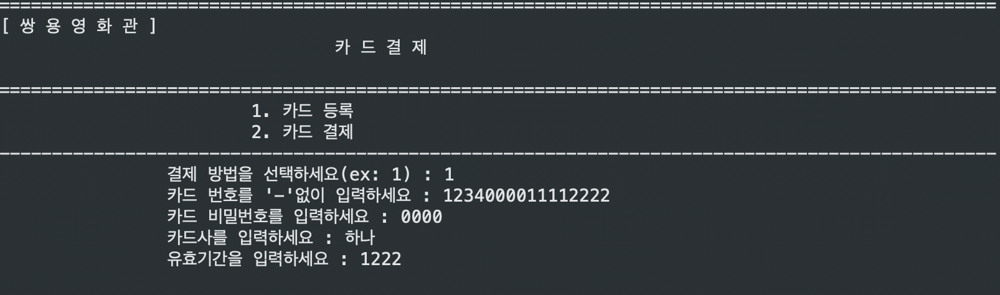 ===============================================================================================
[ 쌍 용 영 화 관 ]
카 드 결 제
===============================================================================================
1. 카드 등록
2. 카드 결제
-----------------------------------------------------------------------------------------------
결제 방법을 선택하세요(ex: 1) : 1
카드 번호를 '-'없이 입력하세요 : 1234000011112222
카드 비밀번호를 입력하세요 : 0000
카드사를 입력하세요 : 하나
유효기간을 입력하세요 : 1222